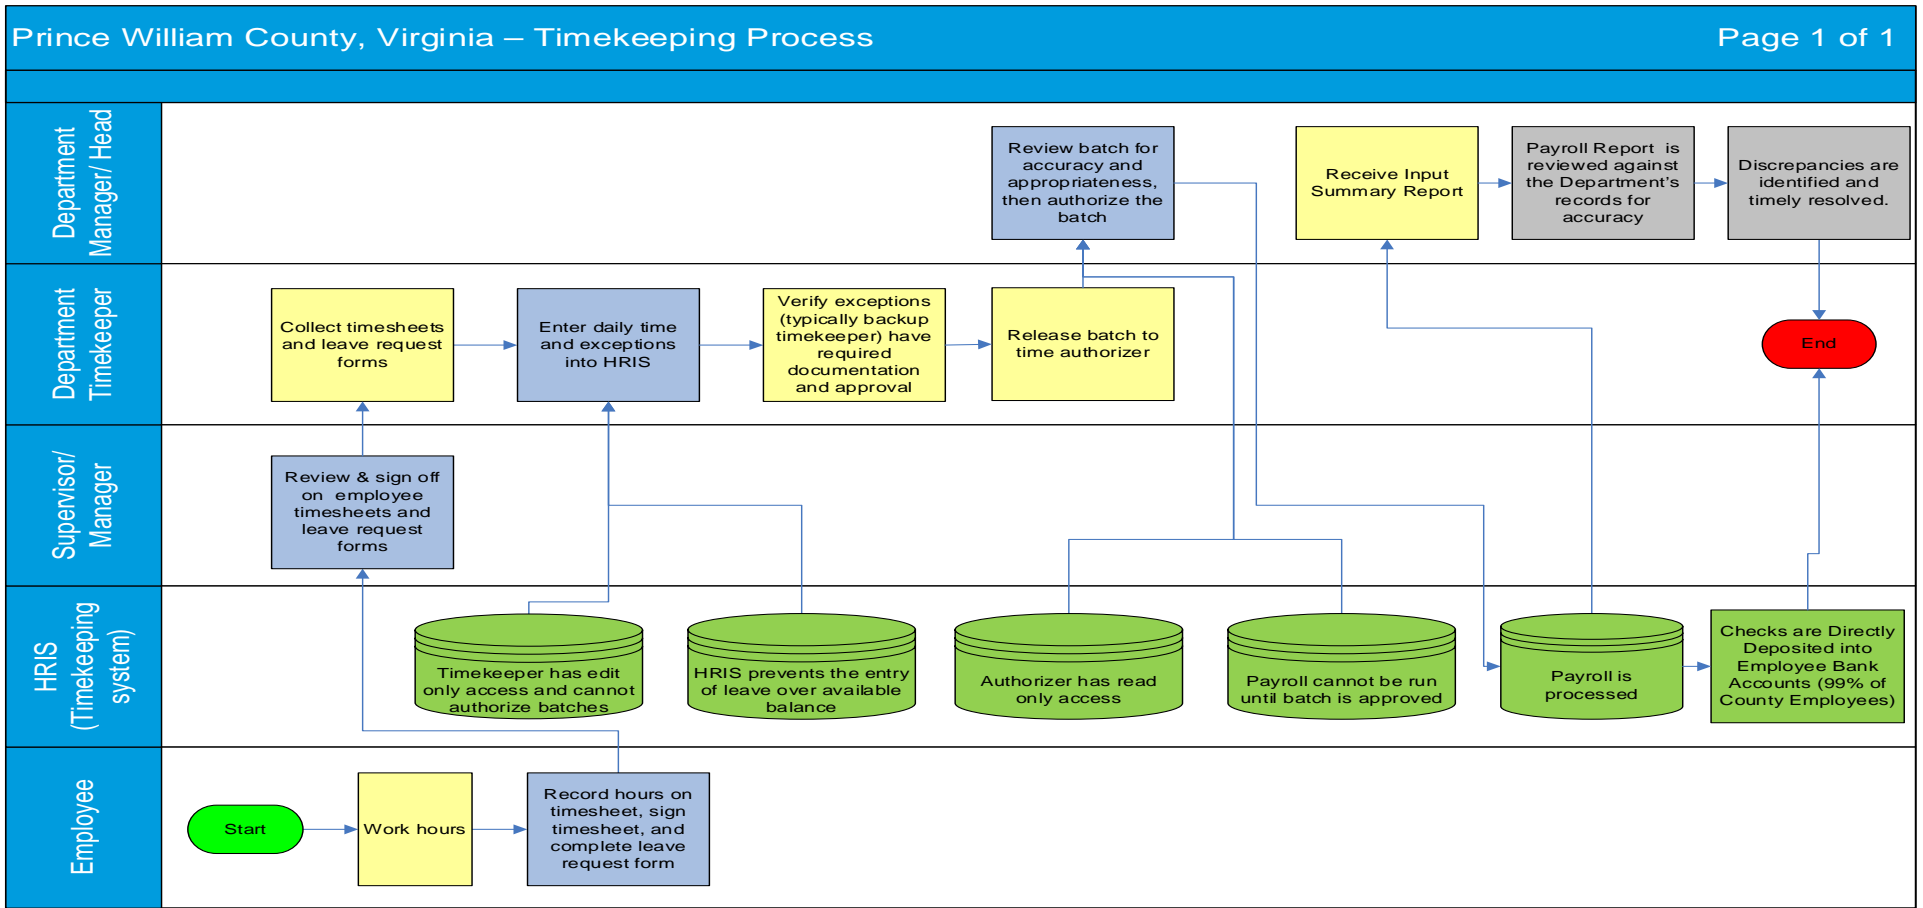 Prince William County, Virginia – Timekeeping Process
Page 1 of 1
Department
Manager/ Head
Review batch for
accuracy and
appropriateness,
then authorize the
batch
Receive Input
Summary Report
Payroll Report is
reviewed against
the Department's
records for
accuracy
Discrepancies are
identified and
timely resolved.
Department
Timekeeper
Collect timesheets
and leave request
forms
Enter daily time
and exceptions
into HRIS
Verify exceptions
(typically backup
timekeeper) have
required
documentation
and approval
Release batch to
time authorizer
End
Supervisor/
Manager
Review & sign off
on employee
timesheets and
leave request
forms
HRIS
(Timekeeping
system)
Timekeeper has edit
only access and cannot
authorize batches
HRIS prevents the entry
of leave over available
balance
Authorizer has read
only access
Payroll cannot be run
until batch is approved
Payroll is
processed
Checks are Directly
Deposited into
Employee Bank
Accounts (99% of
County Employees)
Employee
Start
Work hours
Record hours on
timesheet, sign
timesheet, and
complete leave
request form